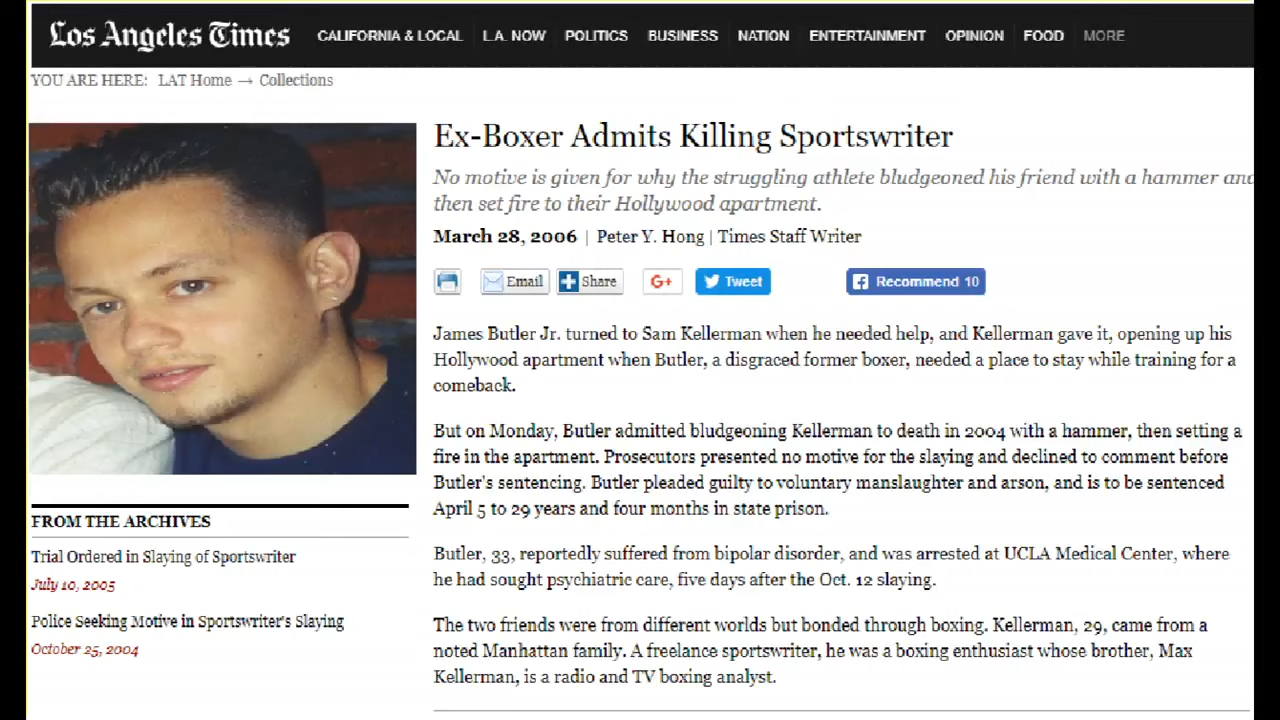 Los Angeles Times CALIFORNIA & LOCAL L.A. NOW POLITICS BUSINESS NATION ENTERTAINMENT OPINION FOOD MORE
YOU ARE HERE: LAT Home → Collections
Ex-Boxer Admits Killing Sportswriter
No motive is given for why the struggling athlete bludgeoned his friend with a hammer and
then set fire to their Hollywood apartment.
March 28, 2006 | Peter Y. Hong | Times Staff Writer
Email Share G+ Tweet Recommend 10
James Butler Jr. turned to Sam Kellerman when he needed help, and Kellerman gave it, opening up his
Hollywood apartment when Butler, a disgraced former boxer, needed a place to stay while training for a
comeback.
But on Monday, Butler admitted bludgeoning Kellerman to death in 2004 with a hammer, then setting a
fire in the apartment. Prosecutors presented no motive for the slaying and declined to comment before
Butler's sentencing. Butler pleaded guilty to voluntary manslaughter and arson, and is to be sentenced
April 5 to 29 years and four months in state prison.
Butler, 33, reportedly suffered from bipolar disorder, and was arrested at UCLA Medical Center, where
he had sought psychiatric care, five days after the Oct. 12 slaying.
The two friends were from different worlds but bonded through boxing. Kellerman, 29, came from a
noted Manhattan family. A freelance sportswriter, he was a boxing enthusiast whose brother, Max
Kellerman, is a radio and TV boxing analyst.
FROM THE ARCHIVES
Trial Ordered in Slaying of Sportswriter
July 10, 2005
Police Seeking Motive in Sportswriter's Slaying
October 25, 2004